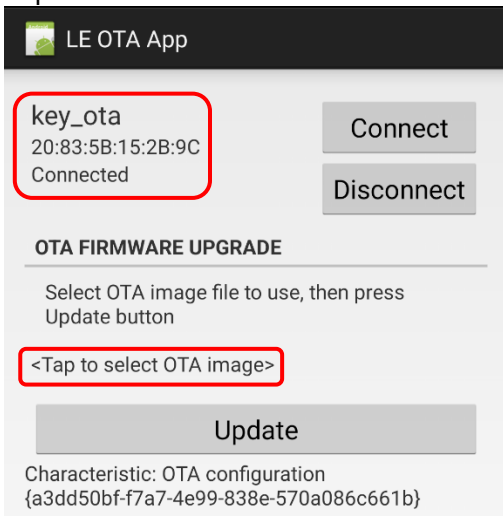 LE OTA App
key_ota
20:83:5B:15:2B:9C
Connected
Connect
Disconnect
OTA FIRMWARE UPGRADE
Select OTA image file to use, then press
Update button
<Tap to select OTA image>
Update
Characteristic: OTA configuration
{a3dd50bf-f7a7-4e99-838e-570a086c661b}